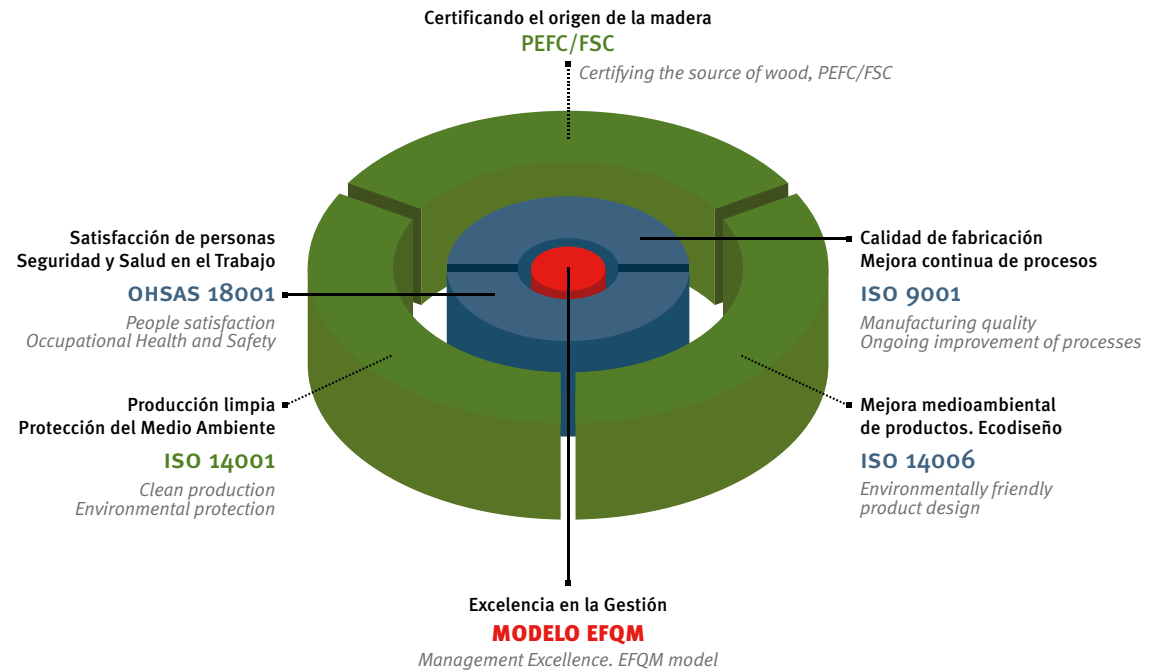 Certificando el origen de la madera
PEFC/FSC
Certifying the source of wood, PEFC/FSC
Satisfacción de personas
Seguridad y Salud en el Trabajo
OHSAS 18001
People satisfaction
Occupational Health and Safety
Calidad de fabricación
Mejora continua de procesos
ISO 9001
Manufacturing quality
Ongoing improvement of processes
Producción limpia
Protección del Medio Ambiente
ISO 14001
Clean production
Environmental protection
Mejora medioambiental
de productos. Ecodiseño
ISO 14006
Environmentally friendly
product design
Excelencia en la Gestión
MODELO EFQM
Management Excellence. EFQM model